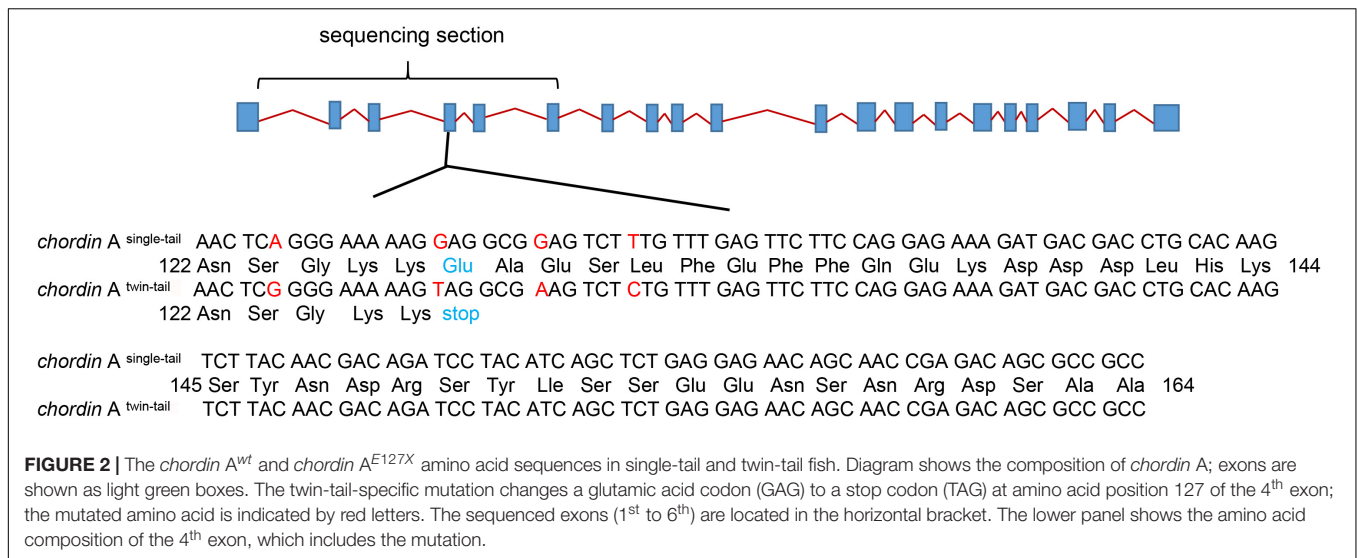 sequencing section
chordin A single-tail AAC TCA GGG AAA AAG GAG GCG GAG TCT TTG TTT GAG TTC TTC CAG GAG AAA GAT GAC GAC CTG CAC AAG
122 Asn Ser Gly Lys Lys Glu Ala Glu Ser Leu Phe Glu Phe Phe Gln Glu Lys Asp Asp Asp Leu His Lys 144
chordin A twin-tail AAC TCG GGG AAA AAG TAG GCG AAG TCT CTG TTT GAG TTC TTC CAG GAG AAA GAT GAC GAC CTG CAC AAG
122 Asn Ser Gly Lys Lys stop
chordin A single-tail TCT TAC AAC GAC AGA TCC TAC ATC AGC TCT GAG GAG AAC AGC AAC CGA GAC AGC GCC GCC
145 Ser Tyr Asn Asp Arg Ser Tyr Lle Ser Ser Glu Glu Asn Ser Asn Arg Asp Ser Ala Ala 164
chordin A twin-tail TCT TAC AAC GAC AGA TCC TAC ATC AGC TCT GAG GAG AAC AGC AAC CGA GAC AGC GCC GCC
FIGURE 2 | The chordin A^wt and chordin A^E127X amino acid sequences in single-tail and twin-tail fish. Diagram shows the composition of chordin A; exons are
shown as light green boxes. The twin-tail-specific mutation changes a glutamic acid codon (GAG) to a stop codon (TAG) at amino acid position 127 of the 4th exon;
the mutated amino acid is indicated by red letters. The sequenced exons (1st to 6th) are located in the horizontal bracket. The lower panel shows the amino acid
composition of the 4th exon, which includes the mutation.